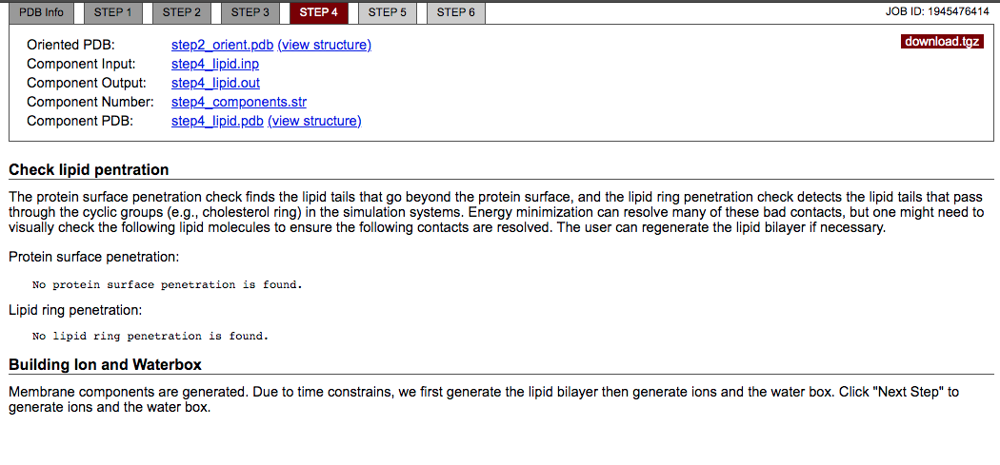 PDB Info STEP 1 STEP 2 STEP 3 STEP 4 STEP 5 STEP 6 JOB ID: 1945476414
Oriented PDB: step2_orient.pdb (view structure) download.tgz
Component Input: step4_lipid.inp
Component Output: step4_lipid.out
Component Number: step4_components.str
Component PDB: step4_lipid.pdb (view structure)
Check lipid pentration
The protein surface penetration check finds the lipid tails that go beyond the protein surface, and the lipid ring penetration check detects the lipid tails that pass
through the cyclic groups (e.g., cholesterol ring) in the simulation systems. Energy minimization can resolve many of these bad contacts, but one might need to
visually check the following lipid molecules to ensure the following contacts are resolved. The user can regenerate the lipid bilayer if necessary.
Protein surface penetration:
No protein surface penetration is found.
Lipid ring penetration:
No lipid ring penetration is found.
Building Ion and Waterbox
Membrane components are generated. Due to time constrains, we first generate the lipid bilayer then generate ions and the water box. Click "Next Step" to
generate ions and the water box.